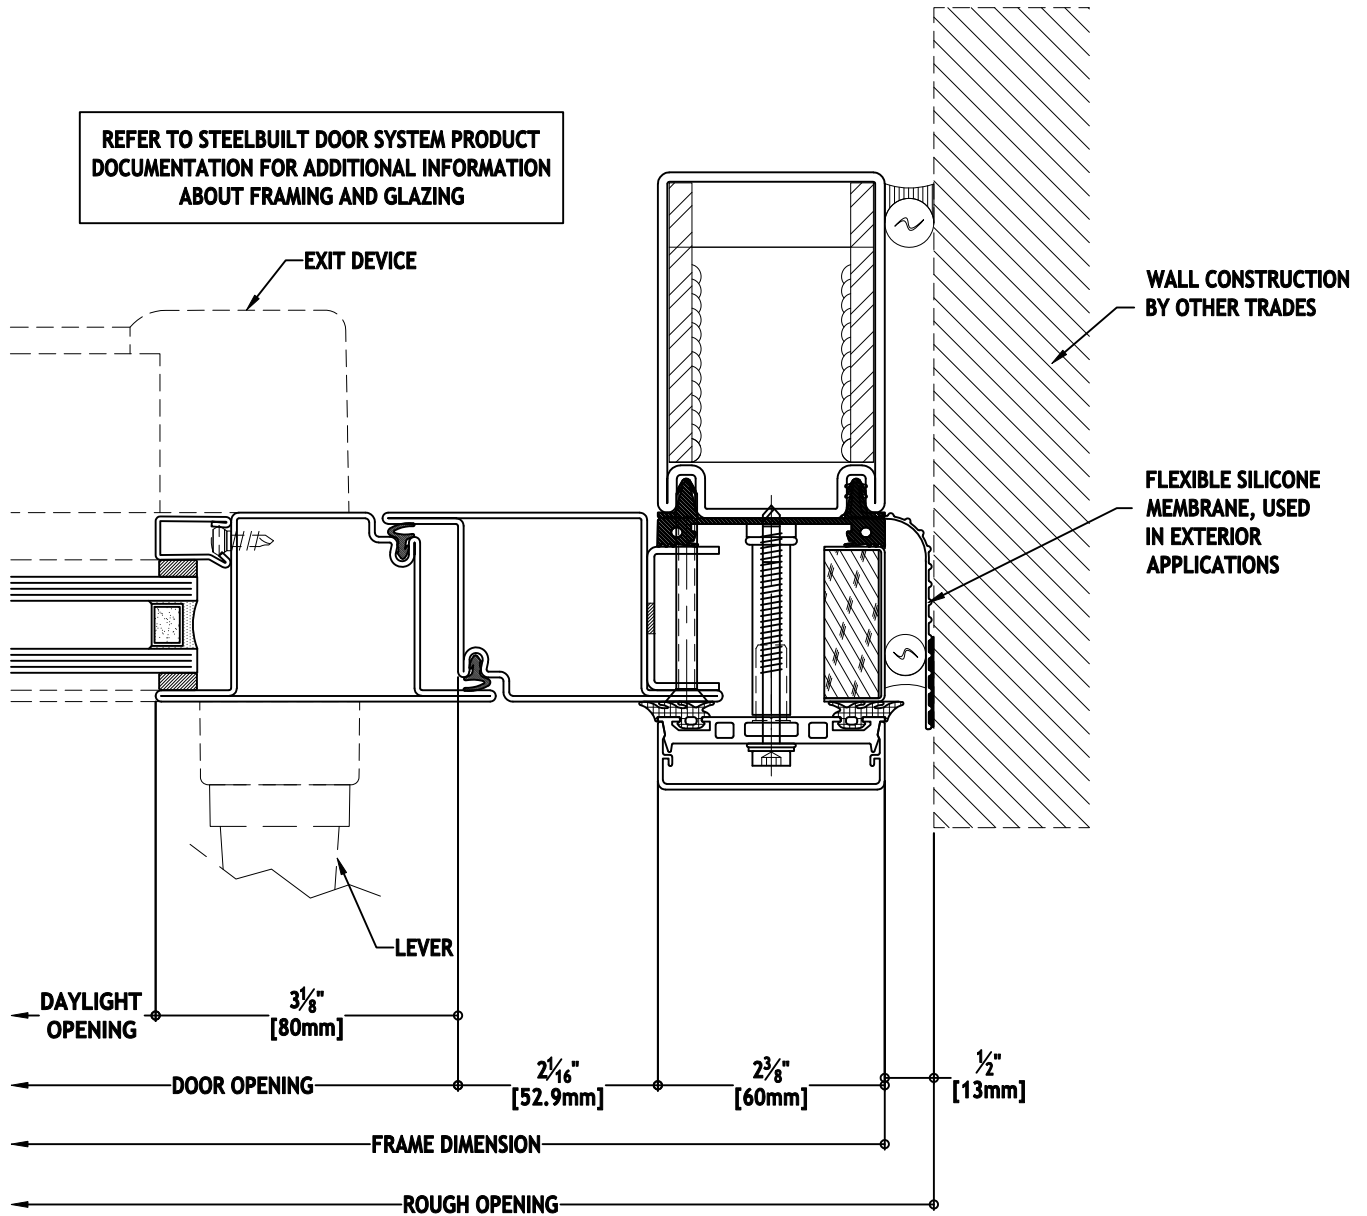 REFER TO STEELBUILT DOOR SYSTEM PRODUCT
DOCUMENTATION FOR ADDITIONAL INFORMATION
ABOUT FRAMING AND GLAZING
EXIT DEVICE
WALL CONSTRUCTION
BY OTHER TRADES
FLEXIBLE SILICONE
MEMBRANE, USED
IN EXTERIOR
APPLICATIONS
LEVER
DAYLIGHT
OPENING
3⅛"
[80mm]
DOOR OPENING
2 1/16"
[52.9mm]
2⅜"
[60mm]
½"
[13mm]
FRAME DIMENSION
ROUGH OPENING